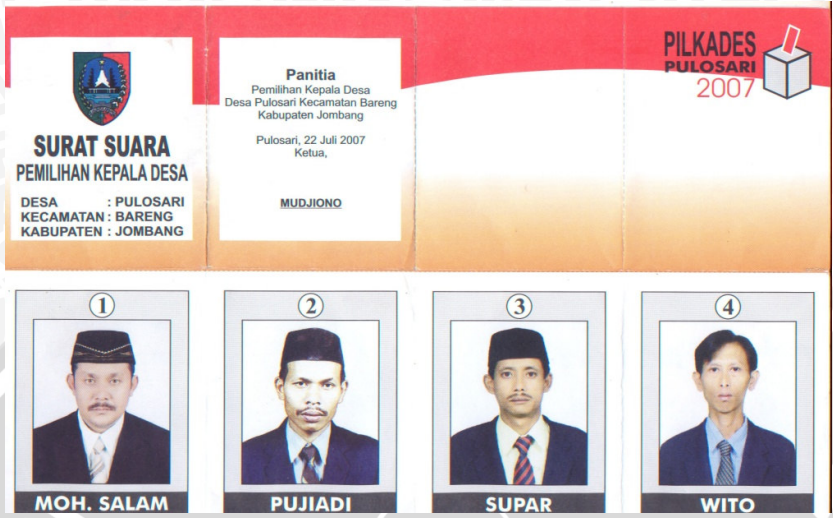 SURAT SUARA
PEMILIHAN KEPALA DESA
DESA : PULOSARI
KECAMATAN : BARENG
KABUPATEN : JOMBANG
Panitia
Pemilihan Kepala Desa
Desa Pulosari Kecamatan Bareng
Kabupaten Jombang
Pulosari, 22 Juli 2007
Ketua,
MUDJIONO
PILKADES
PULOSARI
2007
1
MOH. SALAM
2
PUJIADI
3
SUPAR
4
WITO